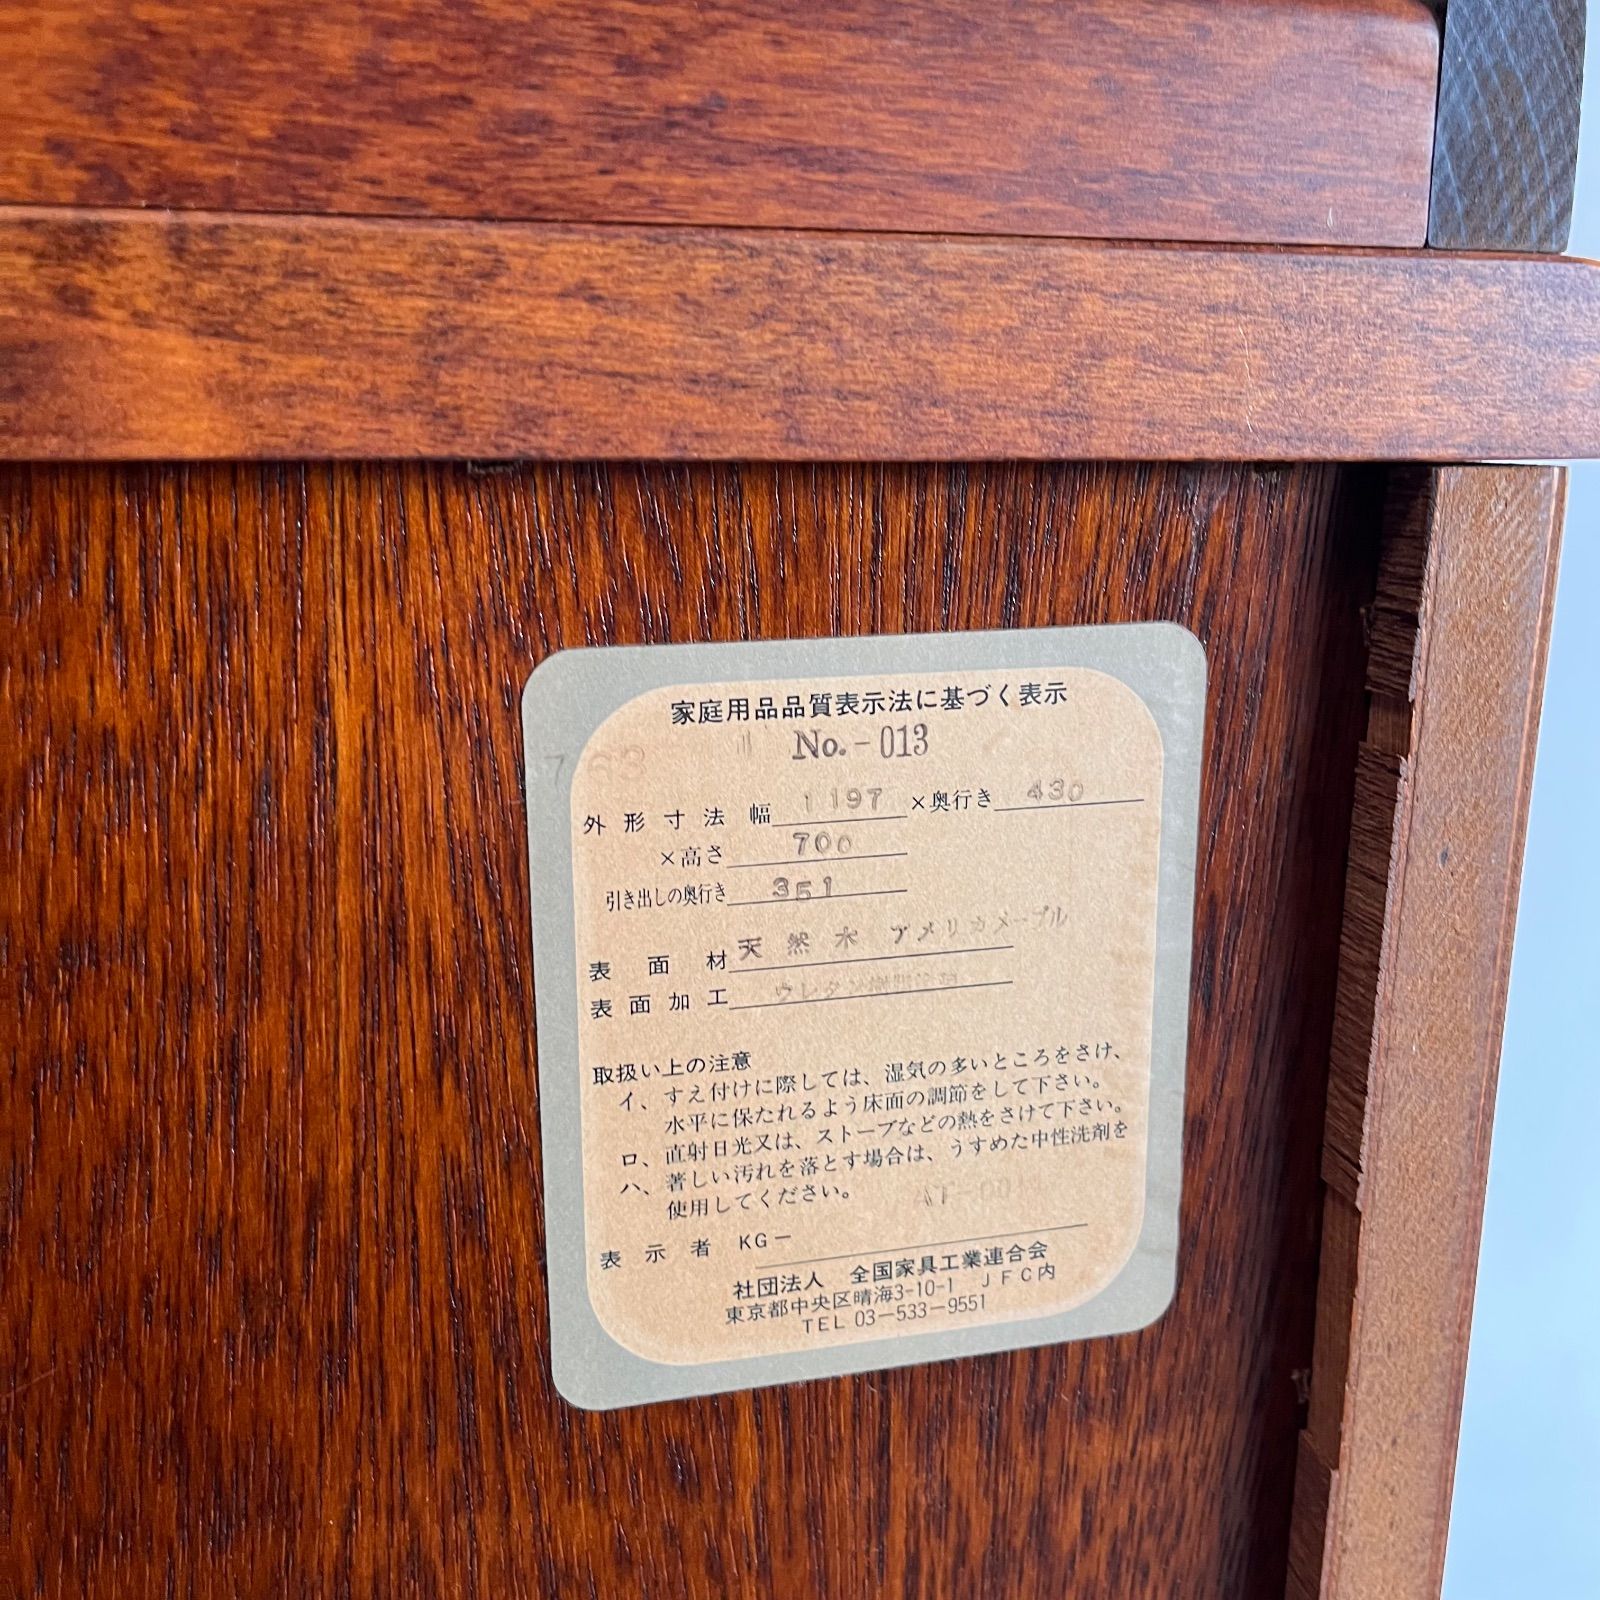 家庭用品品質表示法に基づく表示
No.-013
763
外形寸法 幅 1197 ×奥行き 430
×高さ 700
引き出しの奥行き 351
表面材 天然木 アメリカメープル
表面加工 ウレタン樹脂
取扱い上の注意
イ、すえ付けに際しては、湿気の多いところをさけ、
水平に保たれるよう床面の調節をして下さい。
ロ、直射日光又は、ストーブなどの熱をさけて下さい。
ハ、著しい汚れを落とす場合は、うすめた中性洗剤を
使用してください。
表示者 KG－
社団法人 全国家具工業連合会
東京都中央区晴海3-10-1 JFC内
TEL 03－533－9551